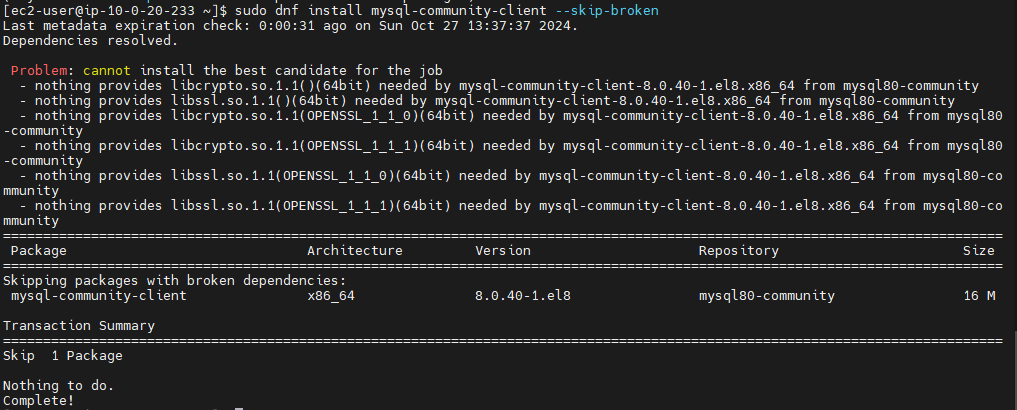 [ec2-user@ip-10-0-20-233 ~]$ sudo dnf install mysql-community-client --skip-broken
Last metadata expiration check: 0:00:31 ago on Sun Oct 27 13:37:37 2024.
Dependencies resolved.
Problem: cannot install the best candidate for the job
- nothing provides libcrypto.so.1.1()(64bit) needed by mysql-community-client-8.0.40-1.el8.x86_64 from mysql80-community
- nothing provides libssl.so.1.1()(64bit) needed by mysql-community-client-8.0.40-1.el8.x86_64 from mysql80-community
- nothing provides libcrypto.so.1.1(OPENSSL_1_1_0)(64bit) needed by mysql-community-client-8.0.40-1.el8.x86_64 from mysql80
-community
- nothing provides libcrypto.so.1.1(OPENSSL_1_1_1)(64bit) needed by mysql-community-client-8.0.40-1.el8.x86_64 from mysql80
-community
- nothing provides libssl.so.1.1(OPENSSL_1_1_0)(64bit) needed by mysql-community-client-8.0.40-1.el8.x86_64 from mysql80-co
mmunity
- nothing provides libssl.so.1.1(OPENSSL_1_1_1)(64bit) needed by mysql-community-client-8.0.40-1.el8.x86_64 from mysql80-co
mmunity
Package Architecture Version Repository Size
Skipping packages with broken dependencies:
mysql-community-client x86_64 8.0.40-1.el8 mysql80-community 16 M
Transaction Summary
Skip 1 Package
Nothing to do.
Complete!